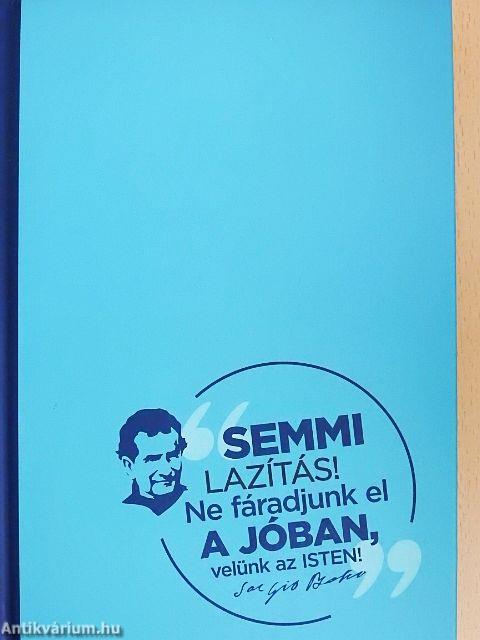 “SEMMI
LAZÍTÁS!
Ne fáradjunk el
A JÓBAN,
velünk az ISTEN!”
Antikvárium.hu